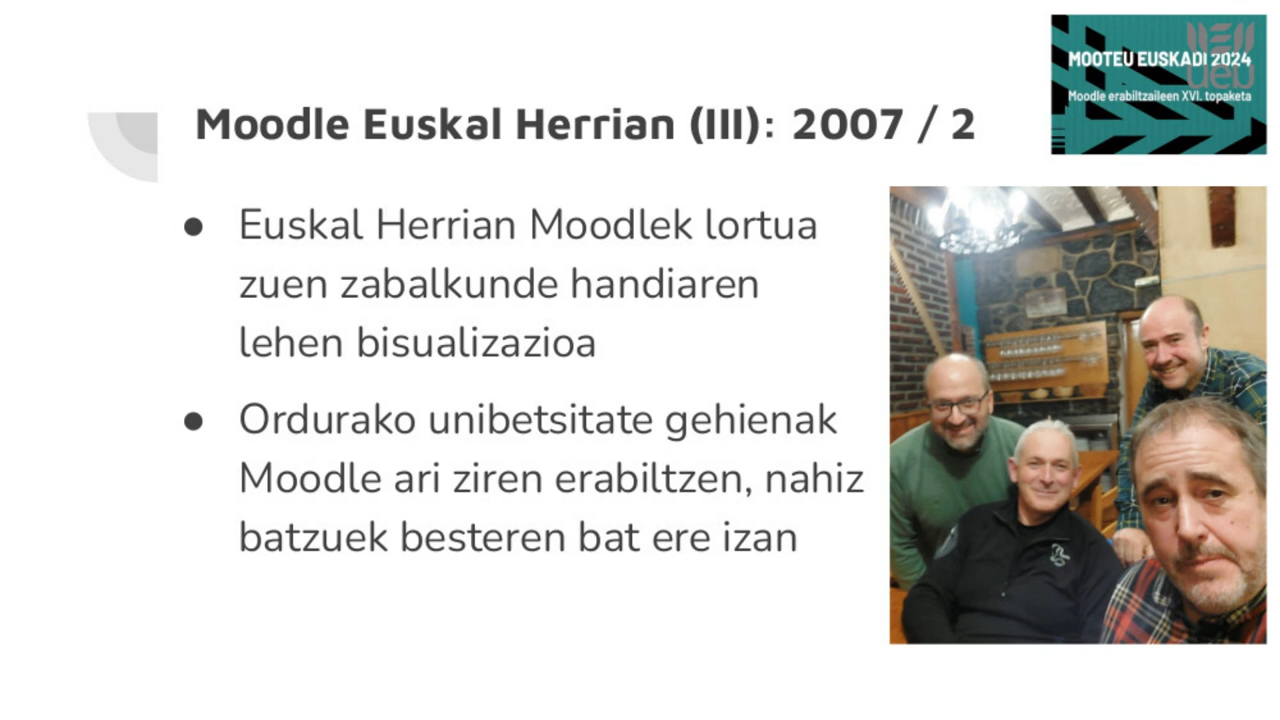 MOOTEU EUSKADI 2024
ueu
Moodle erabiltzaileen XVI. topaketa
Moodle Euskal Herrian (III): 2007 / 2
● Euskal Herrian Moodlek lortua
zuen zabalkunde handiaren
lehen bisualizazioa
● Ordurako unibetsitate gehienak
Moodle ari ziren erabiltzen, nahiz
batzuek besteren bat ere izan